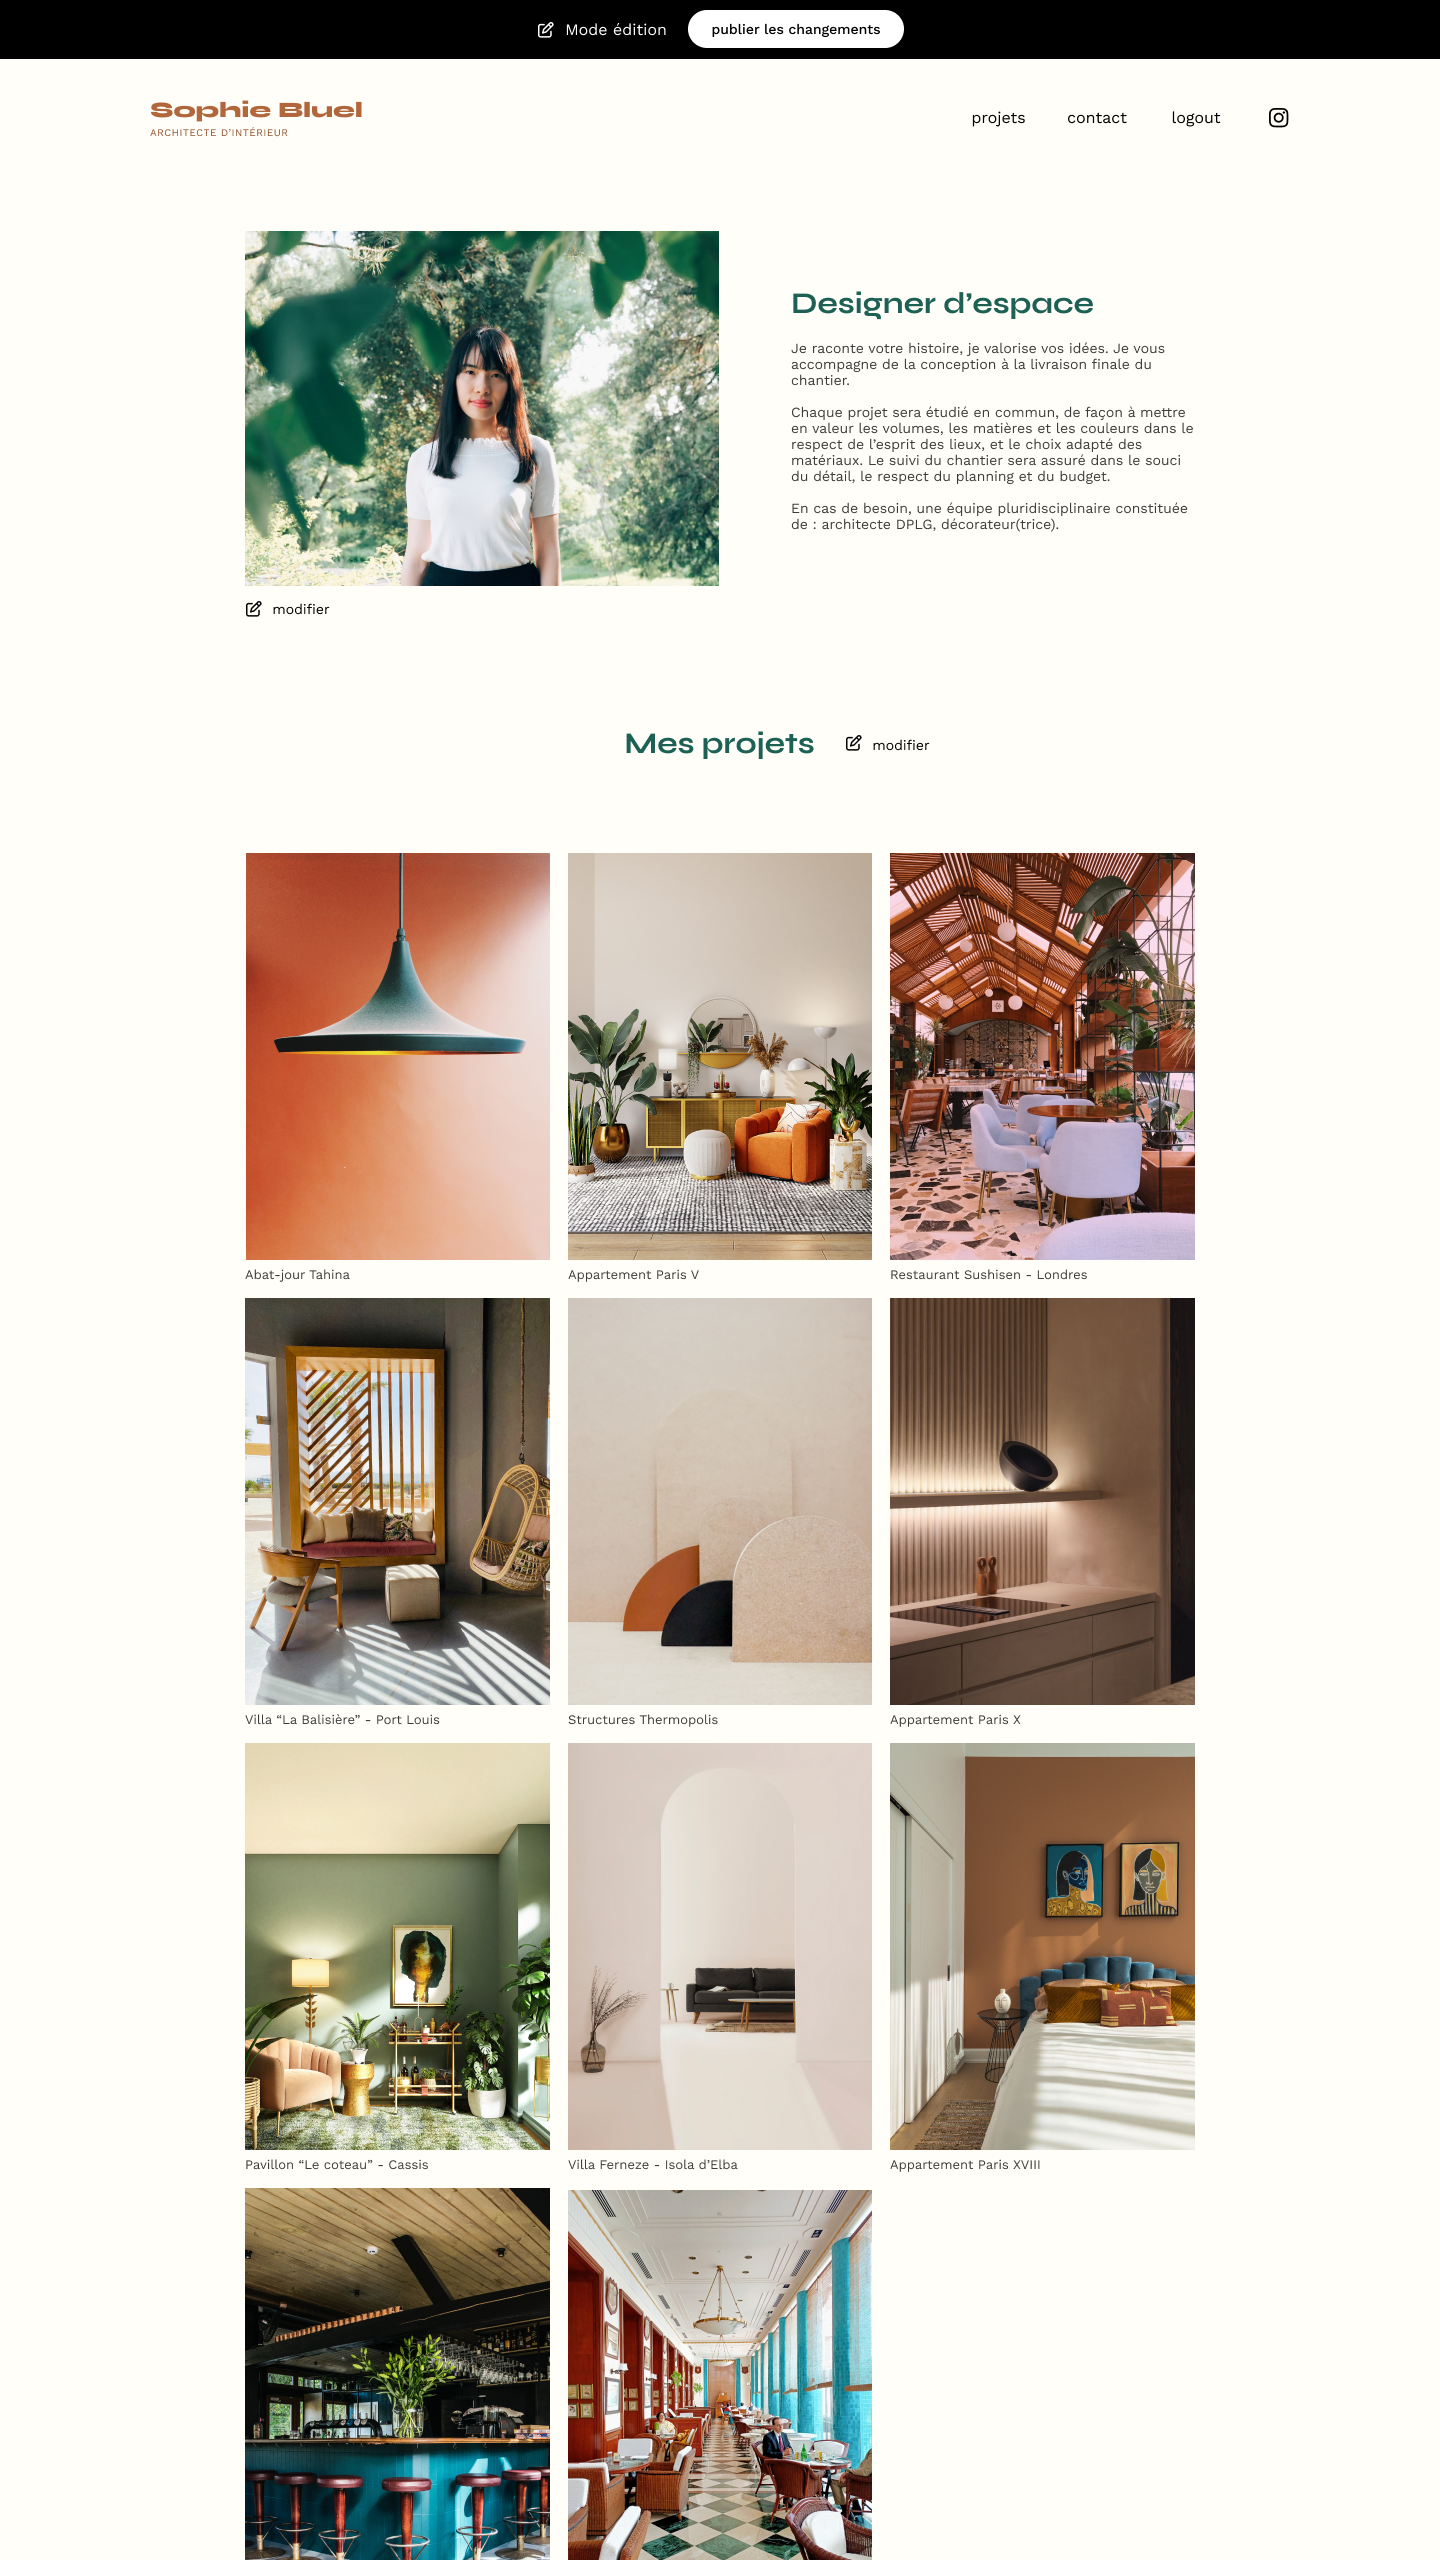 Mode édition
publier les changements
Sophie Bluel
ARCHITECTE D’INTÉRIEUR
projets
contact
logout
Designer d’espace
Je raconte votre histoire, je valorise vos idées. Je vous
accompagne de la conception à la livraison finale du
chantier.
Chaque projet sera étudié en commun, de façon à mettre
en valeur les volumes, les matières et les couleurs dans le
respect de l’esprit des lieux, et le choix adapté des
matériaux. Le suivi du chantier sera assuré dans le souci
du détail, le respect du planning et du budget.
En cas de besoin, une équipe pluridisciplinaire constituée
de : architecte DPLG, décorateur(trice).
modifier
Mes projets
modifier
Abat-jour Tahina
Appartement Paris V
Restaurant Sushisen - Londres
Villa “La Balisière” - Port Louis
Structures Thermopolis
Appartement Paris X
Pavillon “Le coteau” - Cassis
Villa Ferneze - Isola d’Elba
Appartement Paris XVIII